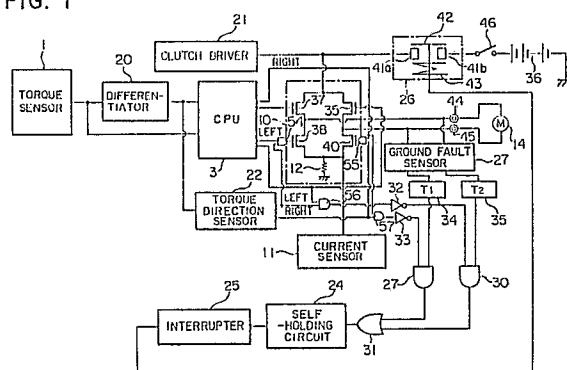 FIG. 1
21
42
46
1
20
CLUTCH DRIVER
41a
41b
36
RIGHT
43
DIFFEREN-
TIATOR
26
TORQUE
SENSOR
CPU
10
37
35
44
LEFT
54
38
M
45
14
40
55
GROUND FAULT
SENSOR
27
3
12
22
LEFT
56
32
T1
T2
TORQUE
DIRECTION
SENSOR
RIGHT
34
35
57
33
11
CURRENT
SENSOR
27
30
25
24
INTERRUPTER
SELF
-HOLDING
CIRCUIT
31